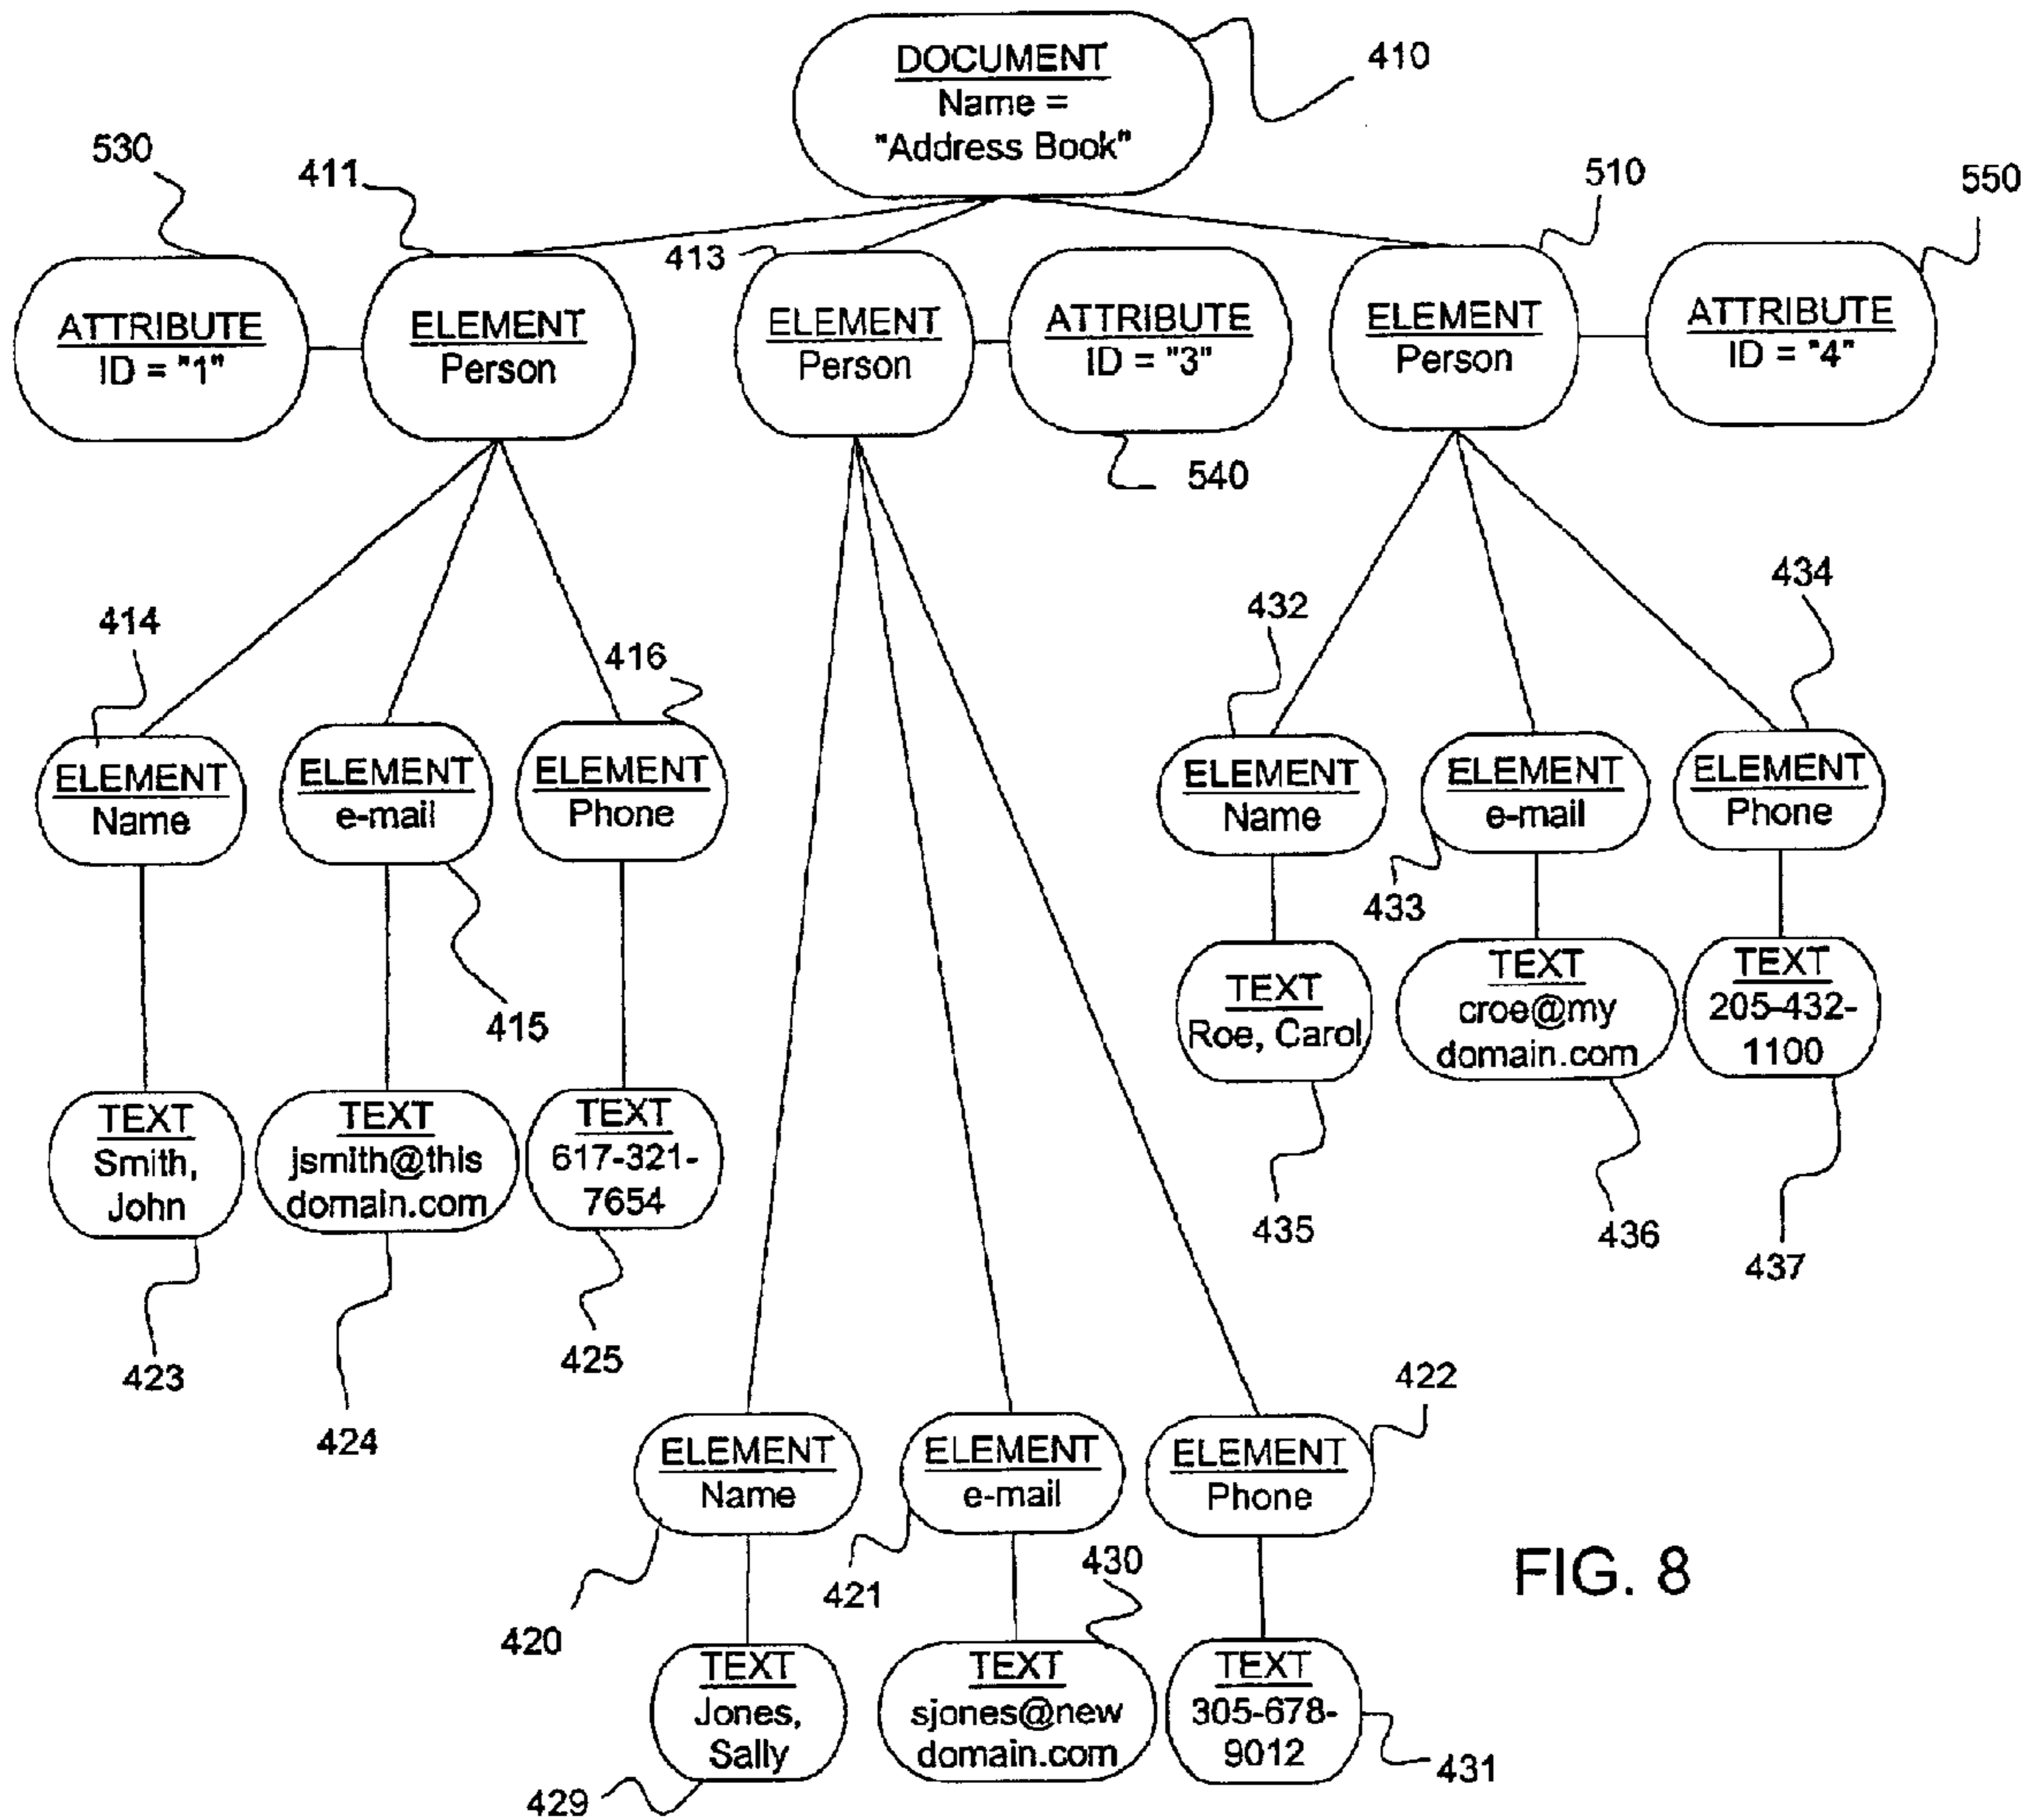 DOCUMENT
Name =
"Address Book"
410
530
411
413
510
550
ATTRIBUTE
ID = "1"
ELEMENT
Person
ELEMENT
Person
ATTRIBUTE
ID = "3"
ELEMENT
Person
ATTRIBUTE
ID = "4"
540
414
416
432
434
ELEMENT
Name
ELEMENT
e-mail
ELEMENT
Phone
ELEMENT
Name
ELEMENT
e-mail
ELEMENT
Phone
433
415
TEXT
Roe, Carol
TEXT
croe@my
domain.com
TEXT
205-432-
1100
TEXT
Smith,
John
TEXT
jsmith@this
domain.com
TEXT
617-321-
7654
435
436
437
423
424
425
422
ELEMENT
Name
ELEMENT
e-mail
ELEMENT
Phone
420
421
430
FIG. 8
TEXT
Jones,
Sally
TEXT
sjones@new
domain.com
TEXT
305-678-
9012
429
431